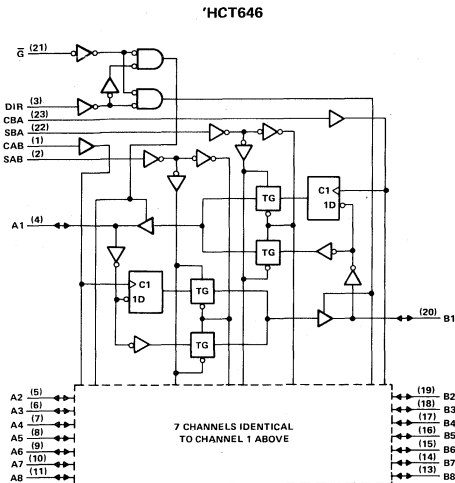 'HCT646
G (21)
DIR (3)
CBA (23)
SBA (22)
CAB (1)
SAB (2)
TG C1
1D
A1 (4)
TG
C1 TG
1D
(20) B1
TG
A2 (5)
A3 (6)
A4 (7)
A5 (8)
A6 (9)
A7 (10)
A8 (11)
7 CHANNELS IDENTICAL
TO CHANNEL 1 ABOVE
(19) B2
(18) B3
(17) B4
(16) B5
(15) B6
(14) B7
(13) B8